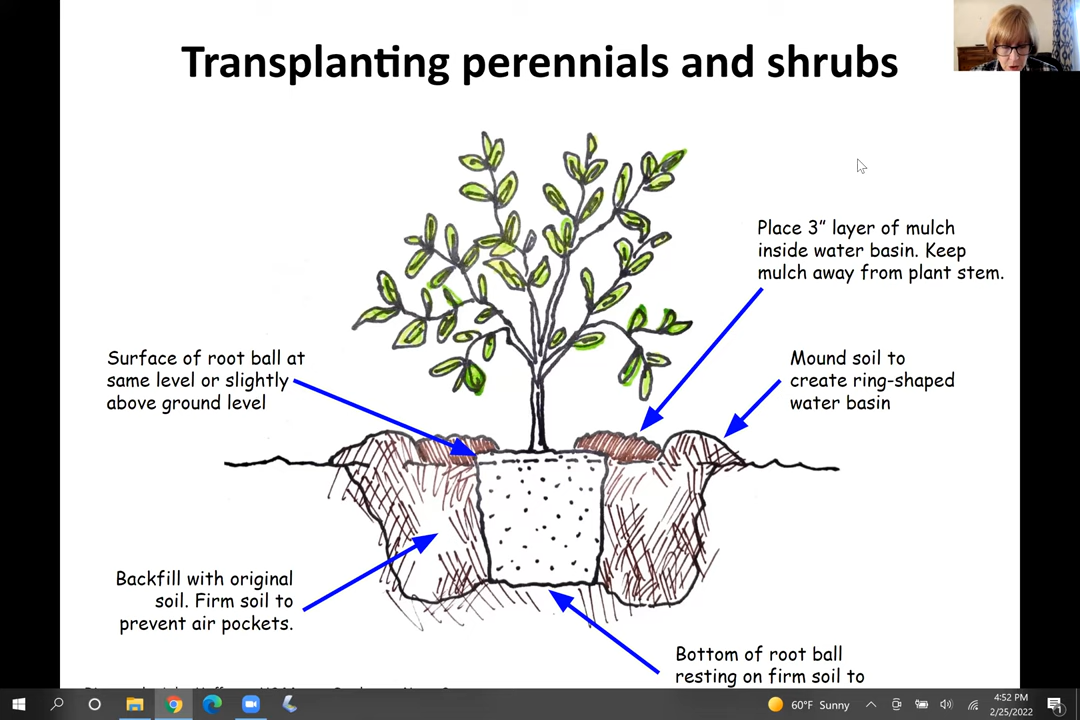 Transplanting perennials and shrubs
Place 3” layer of mulch
inside water basin. Keep
mulch away from plant stem.
Surface of root ball at
same level or slightly
above ground level
Mound soil to
create ring-shaped
water basin
Backfill with original
soil. Firm soil to
prevent air pockets.
Bottom of root ball
resting on firm soil to
60°F Sunny
4:52 PM
2/25/2022
1